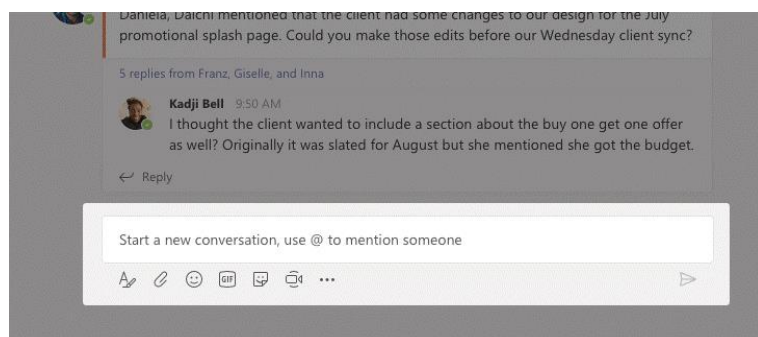 Daniela, Daichi mentioned that the client had some changes to our design for the July
promotional splash page. Could you make those edits before our Wednesday client sync?
5 replies from Franz, Giselle, and Inna
Kadji Bell 9:50 AM
I thought the client wanted to include a section about the buy one get one offer
as well? Originally it was slated for August but she mentioned she got the budget.
Reply
Start a new conversation, use @ to mention someone
GIF